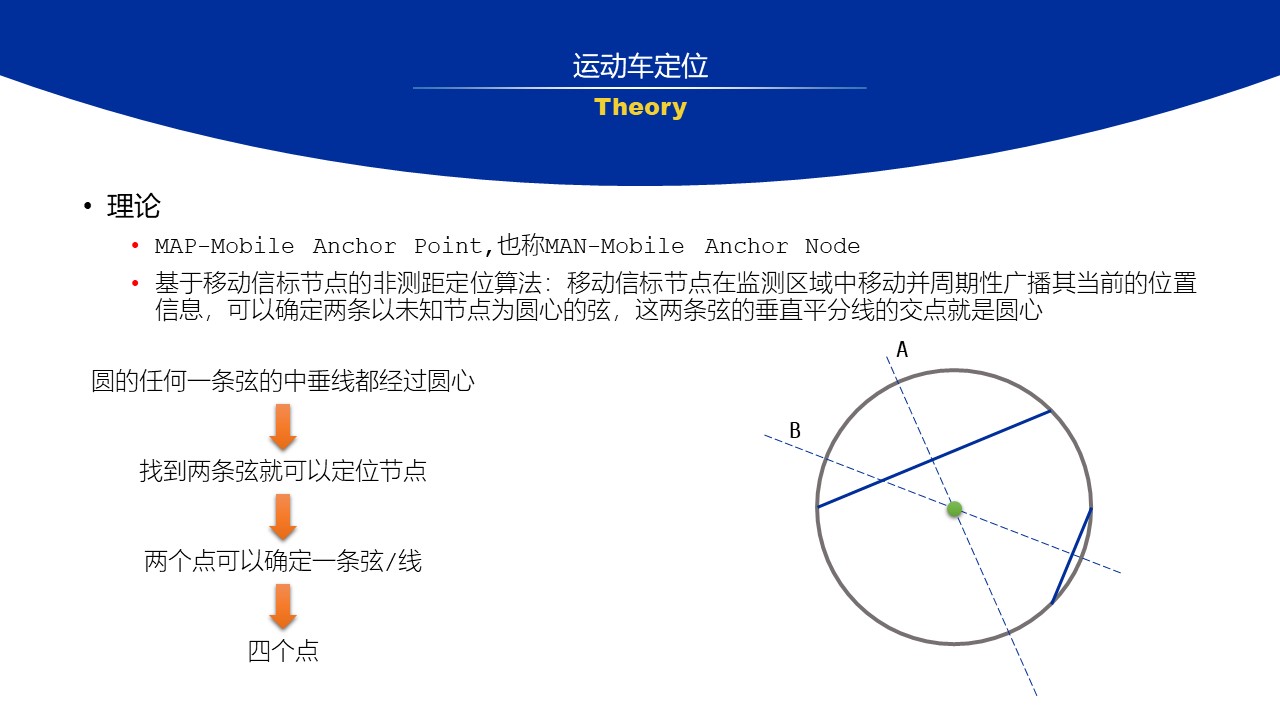 运动车定位
Theory
• 理论
• MAP-Mobile Anchor Point,也称MAN-Mobile Anchor Node
• 基于移动信标节点的非测距定位算法：移动信标节点在监测区域中移动并周期性广播其当前的位置
信息，可以确定两条以未知节点为圆心的弦，这两条弦的垂直平分线的交点就是圆心
圆的任何一条弦的中垂线都经过圆心
找到两条弦就可以定位节点
两个点可以确定一条弦/线
四个点
A
B